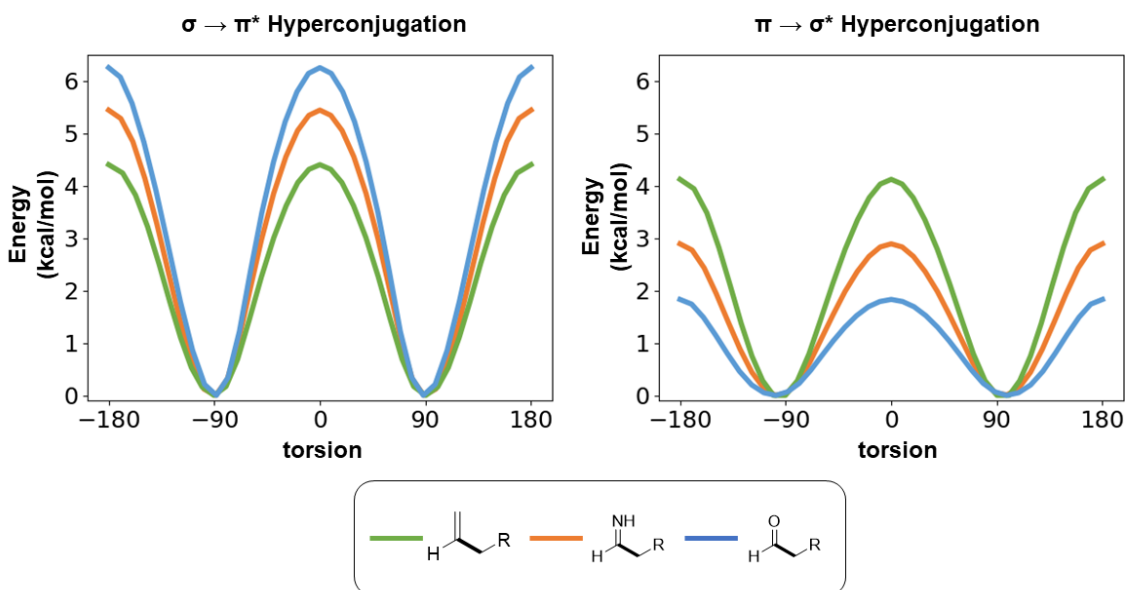 σ → π* Hyperconjugation
Energy
(kcal/mol)
6
5
4
3
2
1
0
−180
−90
0
90
180
torsion
π → σ* Hyperconjugation
Energy
(kcal/mol)
6
5
4
3
2
1
0
−180
−90
0
90
180
torsion
H
R
NH
H
R
O
H
R